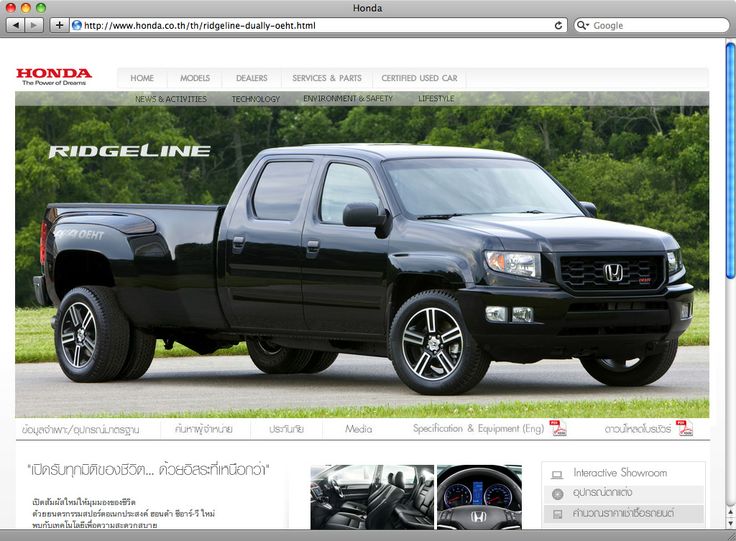 Honda
http://www.honda.co.th/th/ridgeline-dually-oeht.html
Google
HONDA
The Power of Dreams
HOME MODELS DEALERS SERVICES & PARTS CERTIFIED USED CAR
NEWS & ACTIVITIES TECHNOLOGY ENVIRONMENT & SAFETY LIFESTYLE
RIDGELINE
OEHT
ข้อมูลจำเพาะ/อุปกรณ์มาตรฐาน ค้นหาผู้จำหน่าย ประกันภัย Media Specification & Equipment (Eng) ดาวน์โหลดโบรชัวร์
"เปิดรับทุกมิติของชีวิต... ด้วยอิสระที่เหนือกว่า"
เปิดสัมผัสใหม่ให้มุมมองของชีวิต
ด้วยยนตรกรรมสปอร์ตอเนกประสงค์ ฮอนด้า ซีอาร์-วี ใหม่
พบกับเทคโนโลยีเพื่อความสะดวกสบาย
Interactive Showroom
อุปกรณ์ตกแต่ง
คำนวณราคาเช่าซื้อรถยนต์